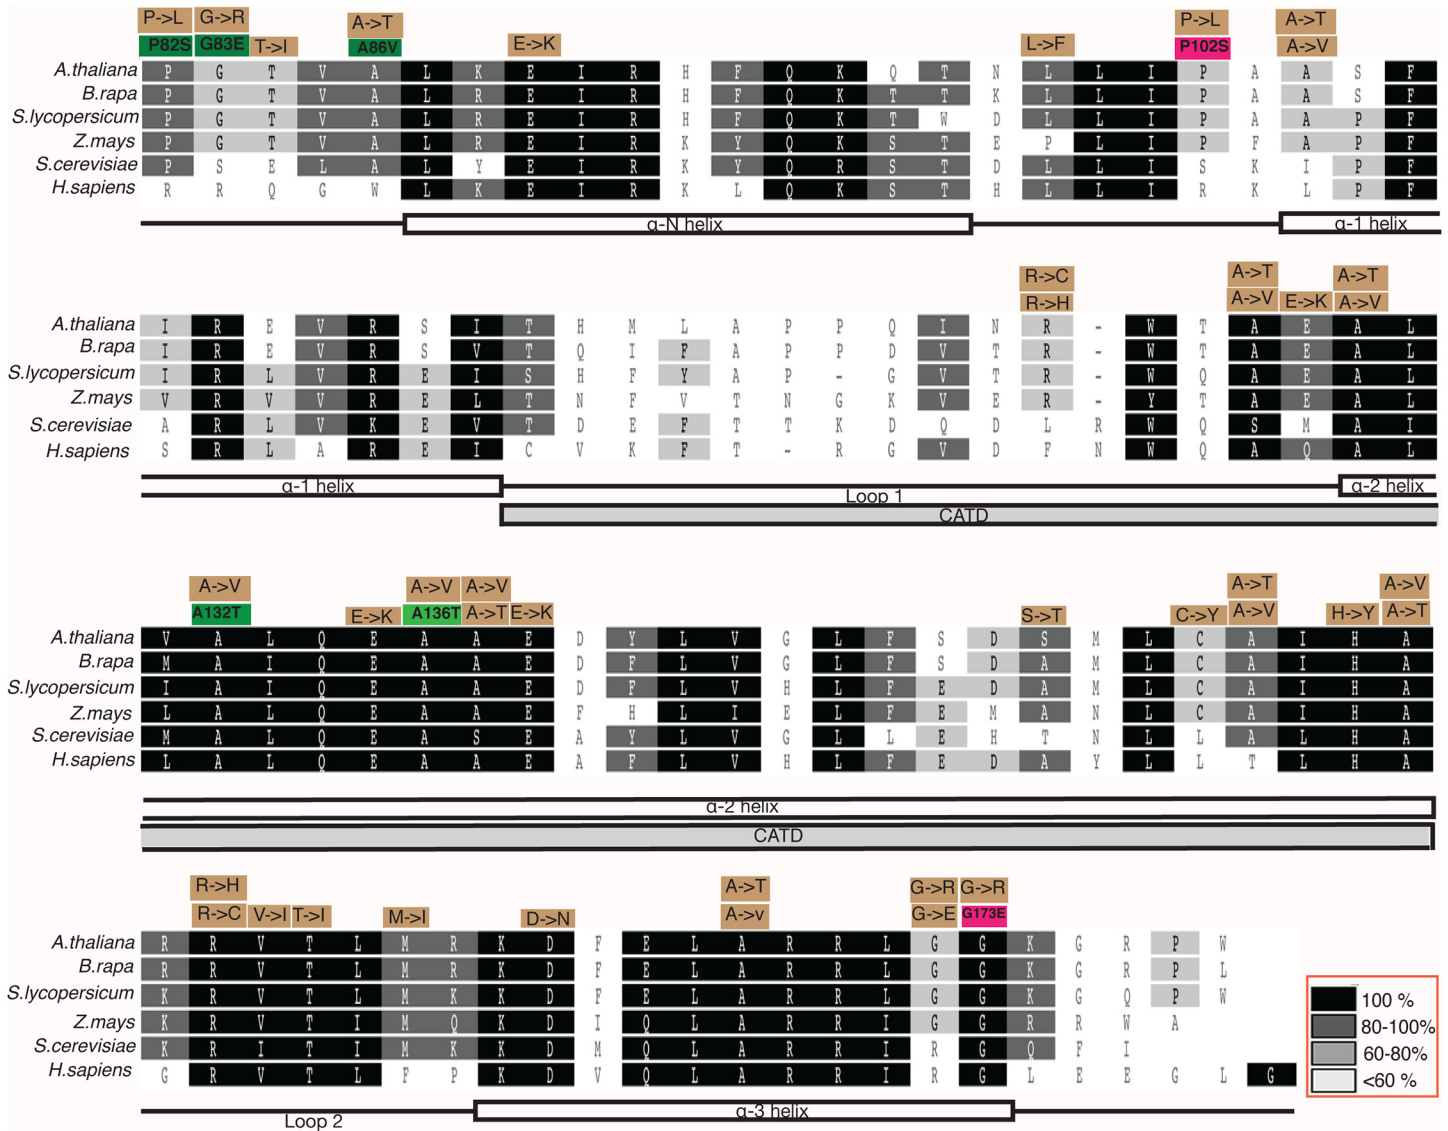 P->L G->R A->T P->L A->T
P82S G83E T->I A86V E->K L->F P102S A->V
A.thaliana P G T V A L K E I R H F Q K Q T N L L I P A A S F
B.rapa P G T V A L R E I R H F Q K T T K L L I P A A S F
S.lycopersicum P G T V A L R E I R H F Q K T W D L L I P A A P F
Z.mays P G T V A L R E I R K Y Q K S T E P L I P F A P F
S.cerevisiae P S E L A L Y E I R K Y Q R S T D L L I S K I P F
H.sapiens R R Q G W L K E I R K L Q K S T H L L I R K L P F
α-N helix α-1 helix
R->C A->T A->T
R->H A->V E->K A->V
A.thaliana I R E V R S I T H M L A P P Q I N R - W T A E A L
B.rapa I R E V R S V T Q I F A P P D V T R - W T A E A L
S.lycopersicum I R L V R E I S H F Y A P - G V T R - W Q A E A L
Z.mays V R V V R E L T N F V T N G K V E R - Y T A E A L
S.cerevisiae A R L V K E V T D E F T T K D Q D L R W Q S M A I
H.sapiens S R L A R E I C V K F T - R G V D F N W Q A Q A L
α-1 helix Loop 1 α-2 helix
CATD
A->V A->V A->V A->T A->V
A132T E->K A136T A->T E->K S->T C->Y A->V H->Y A->T
A.thaliana V A L Q E A A E D Y L V G L F S D S M L C A I H A
B.rapa M A I Q E A A E D F L V G L F S D A M L C A I H A
S.lycopersicum I A I Q E A A E D F L V H L F E D A M L C A I H A
Z.mays L A L Q E A A E F H L I E L F E M A N L C A I H A
S.cerevisiae M A L Q E A S E A Y L V G L L E H T N L L A L H A
H.sapiens L A L Q E A A E A F L V H L F E D A Y L L T L H A
α-2 helix
CATD
R->H A->T G->R G->R
R->C V->I T->I M->I D->N A->v G->E G173E
A.thaliana R R V T L M R K D F E L A R R L G G K G R P W
B.rapa R R V T L M R K D F E L A R R L G G K G R P L
S.lycopersicum K R V T L M K K D F E L A R R L G G K G Q P W
Z.mays K R V T I M Q K D I Q L A R R I G G R R W A
S.cerevisiae K R I T I M K K D M Q L A R R I R G Q F I
H.sapiens G R V T L F P K D V Q L A R R I R G L E E G L G
Loop 2 α-3 helix
100 %
80-100%
60-80%
<60 %